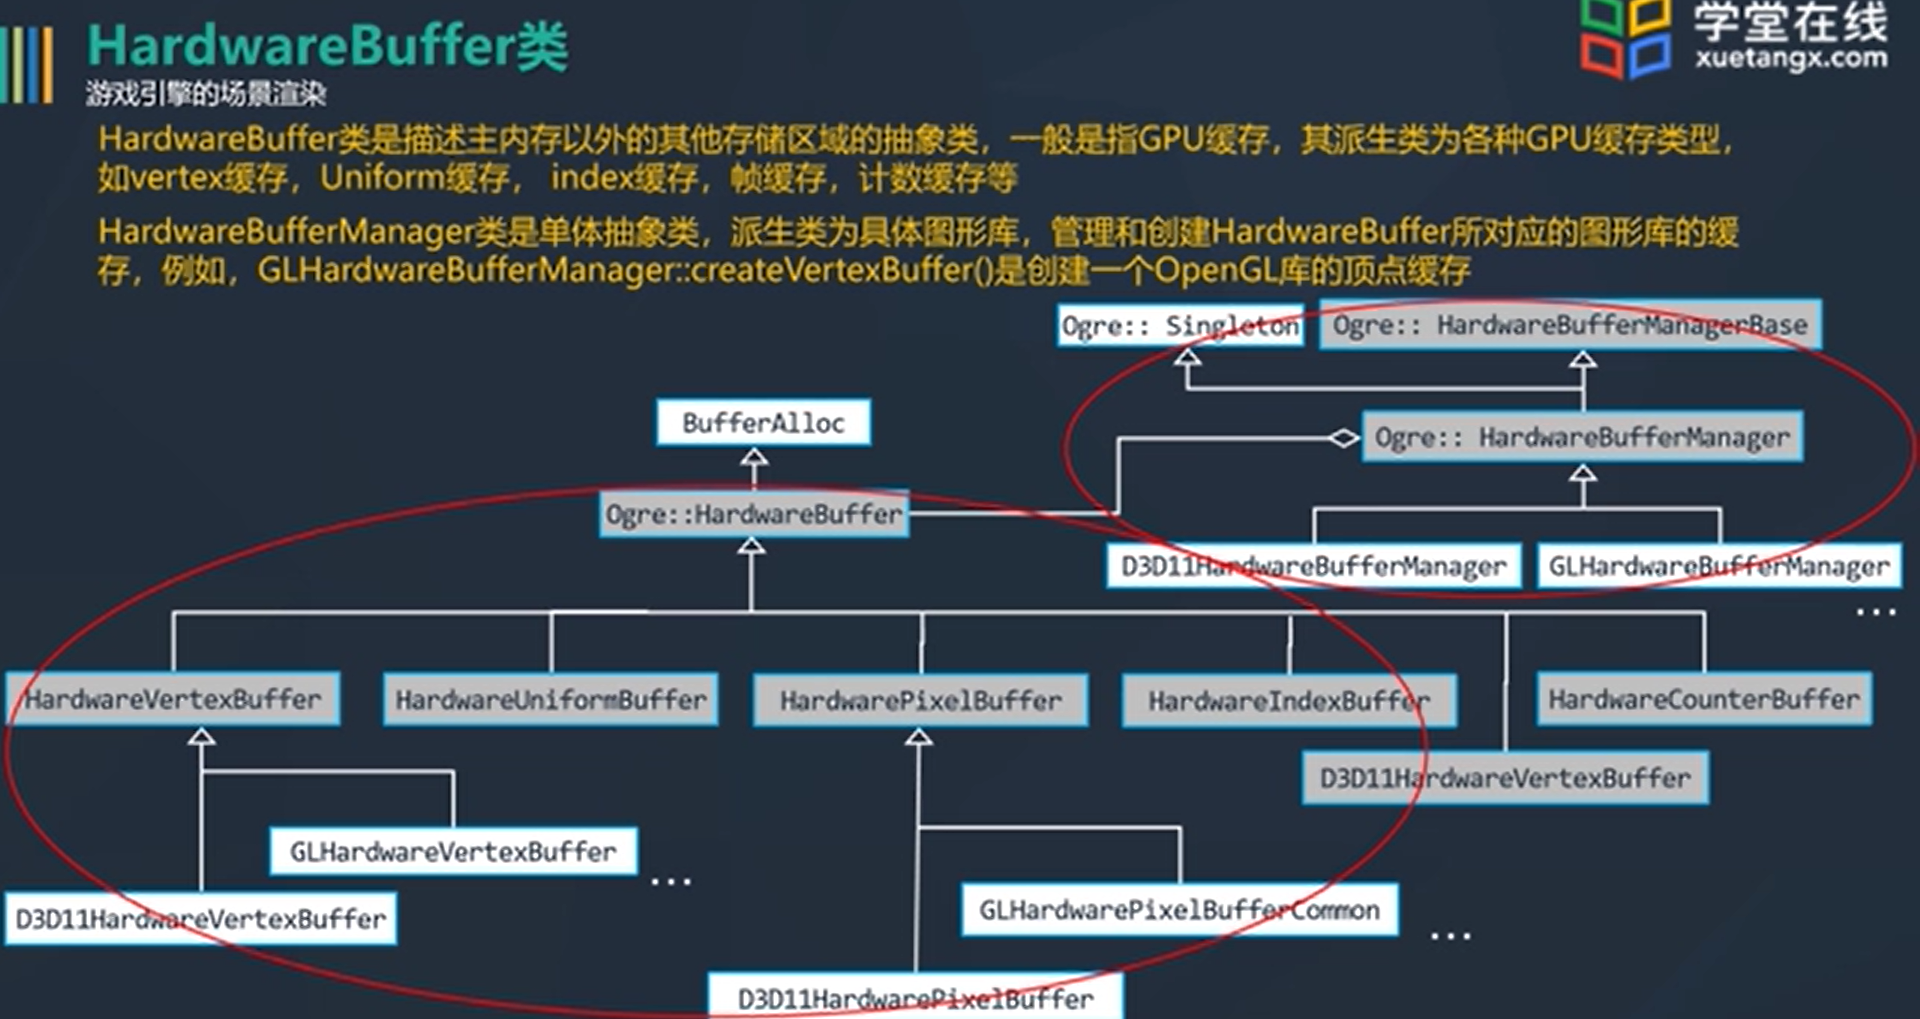 HardwareBuffer类
学堂在线
xuetangx.com
游戏引擎的场景渲染
HardwareBuffer类是描述主内存以外的其他存储区域的抽象类，一般是指GPU缓存，其派生类为各种GPU缓存类型，
如vertex缓存，Uniform缓存， index缓存，帧缓存，计数缓存等
HardwareBufferManager类是单体抽象类，派生类为具体图形库，管理和创建HardwareBuffer所对应的图形库的缓
存，例如，GLHardwareBufferManager::createVertexBuffer()是创建一个OpenGL库的顶点缓存
Ogre:: Singleton
Ogre:: HardwareBufferManagerBase
BufferAlloc
Ogre:: HardwareBufferManager
Ogre::HardwareBuffer
D3D11HardwareBufferManager
GLHardwareBufferManager
...
HardwareVertexBuffer
HardwareUniformBuffer
HardwarePixelBuffer
HardwareIndexBuffer
HardwareCounterBuffer
D3D11HardwareVertexBuffer
GLHardwareVertexBuffer
...
D3D11HardwareVertexBuffer
GLHardwarePixelBufferCommon
...
D3D11HardwarePixelBuffer